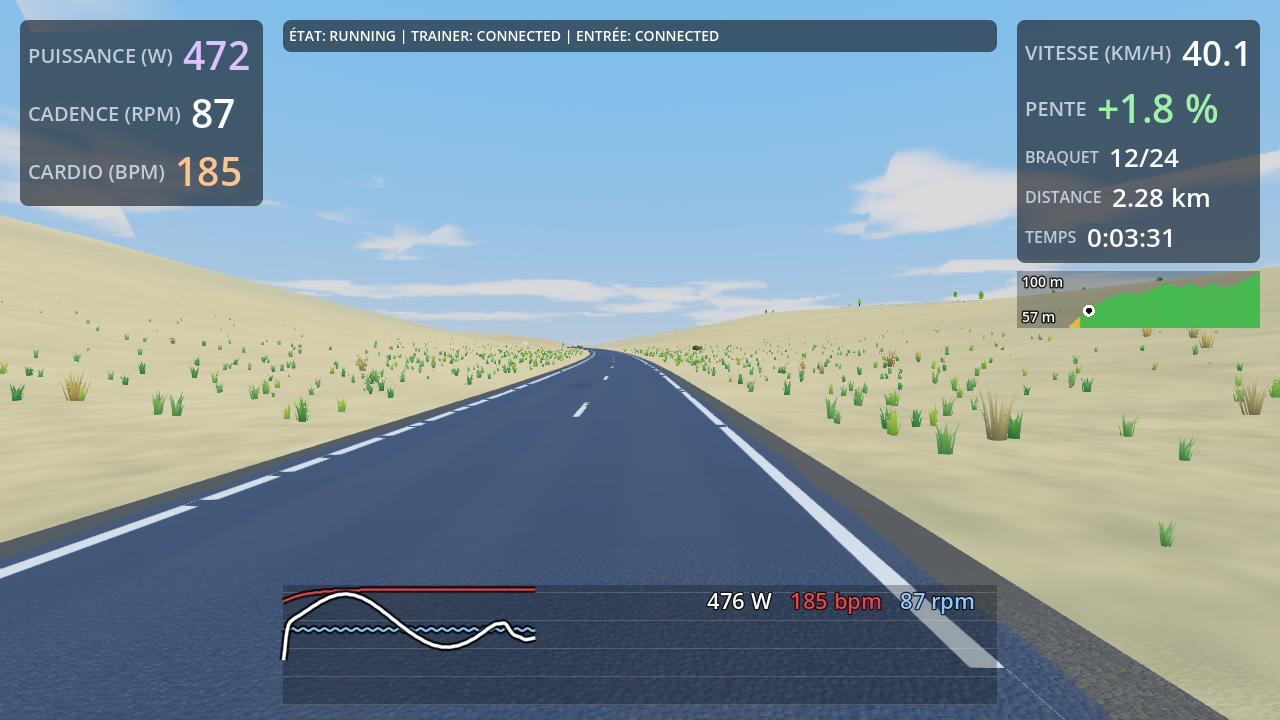 ÉTAT: RUNNING | TRAINER: CONNECTED | ENTRÉE: CONNECTED
PUISSANCE (W) 472
CADENCE (RPM) 87
CARDIO (BPM) 185
VITESSE (KM/H) 40.1
PENTE +1.8 %
BRAQUET 12/24
DISTANCE 2.28 km
TEMPS 0:03:31
100 m
57 m
476 W 185 bpm 87 rpm